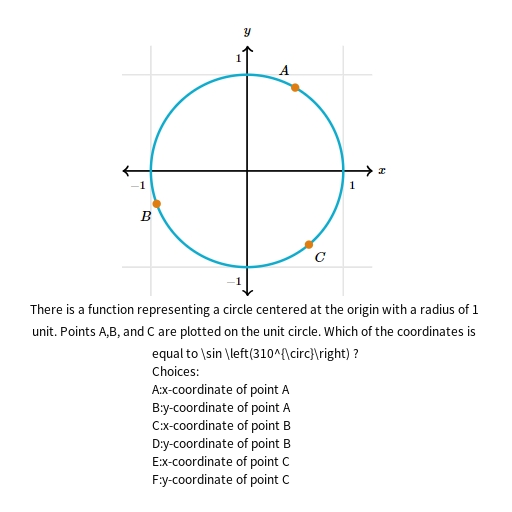 y
1
A
x
−1
1
B
C
−1
There is a function representing a circle centered at the origin with a radius of 1
unit. Points A,B, and C are plotted on the unit circle. Which of the coordinates is
equal to \sin \left(310^{\circ}\right) ?
Choices:
A:x-coordinate of point A
B:y-coordinate of point A
C:x-coordinate of point B
D:y-coordinate of point B
E:x-coordinate of point C
F:y-coordinate of point C